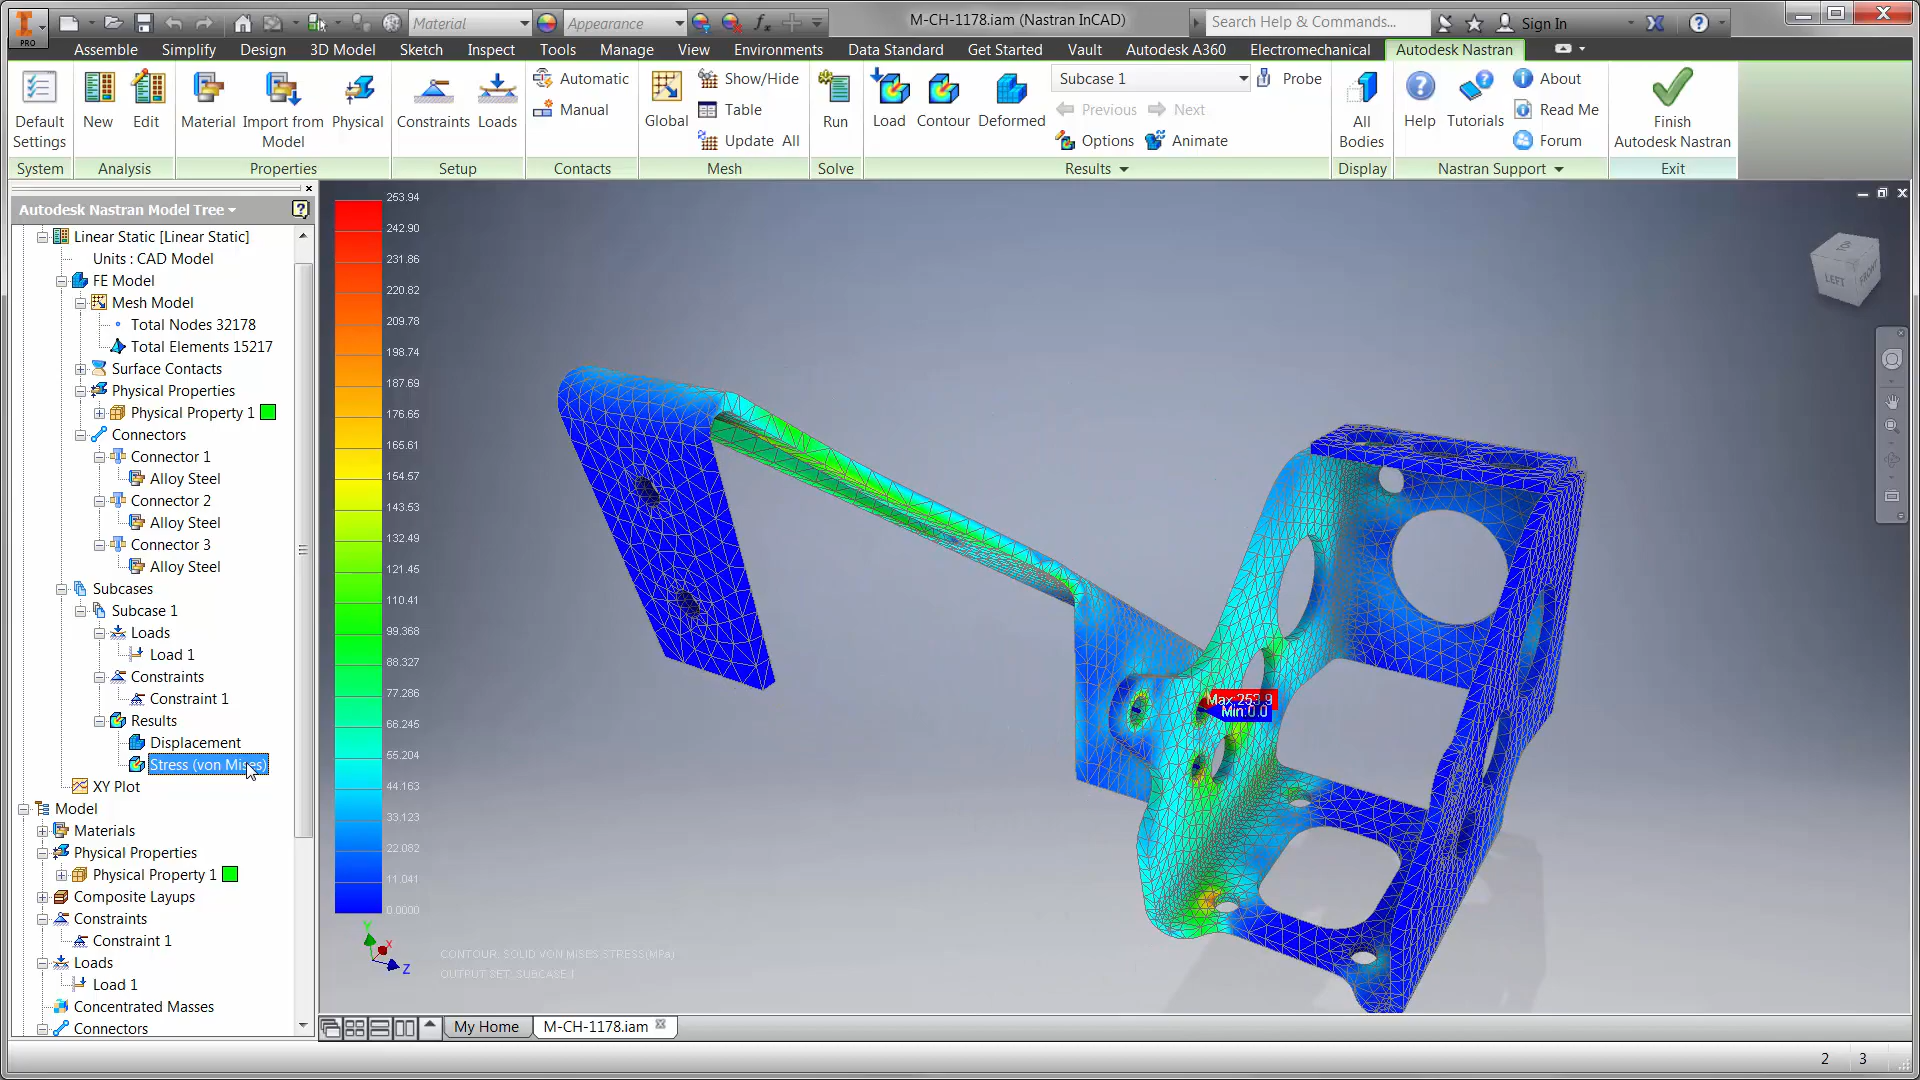 PRO
Material
Appearance
M-CH-1178.iam (Nastran InCAD)
Search Help & Commands...
Sign In
Assemble Simplify Design 3D Model Sketch Inspect Tools Manage View Environments Data Standard Get Started Vault Autodesk A360 Electromechanical Autodesk Nastran
Default Settings
New
Edit
Material
Import from Model
Physical
Constraints
Loads
Automatic
Manual
Global
Show/Hide
Table
Update All
Run
Load
Contour
Deformed
Subcase 1
Probe
Previous
Next
Options
Animate
All Bodies
Help
Tutorials
About
Read Me
Forum
Finish Autodesk Nastran
System Analysis Properties Setup Contacts Mesh Solve Results Display Nastran Support Exit
Autodesk Nastran Model Tree
Linear Static [Linear Static]
Units : CAD Model
FE Model
Mesh Model
Total Nodes 32178
Total Elements 15217
Surface Contacts
Physical Properties
Physical Property 1
Connectors
Connector 1
Alloy Steel
Connector 2
Alloy Steel
Connector 3
Alloy Steel
Subcases
Subcase 1
Loads
Load 1
Constraints
Constraint 1
Results
Displacement
Stress (von Mises)
XY Plot
Model
Materials
Physical Properties
Physical Property 1
Composite Layups
Constraints
Constraint 1
Loads
Load 1
Concentrated Masses
Connectors
253.94
242.90
231.86
220.82
209.78
198.74
187.69
176.65
165.61
154.57
143.53
132.49
121.45
110.41
99.368
88.327
77.286
66.245
55.204
44.163
33.123
22.082
11.041
0.0000
TOP
LEFT
FRONT
Max:253.9
Min:0.0
Y
X
Z
CONTOUR: SOLID VON MISES STRESS(MPa)
OUTPUT SET: SUBCASE 1
My Home
M-CH-1178.iam
2 3